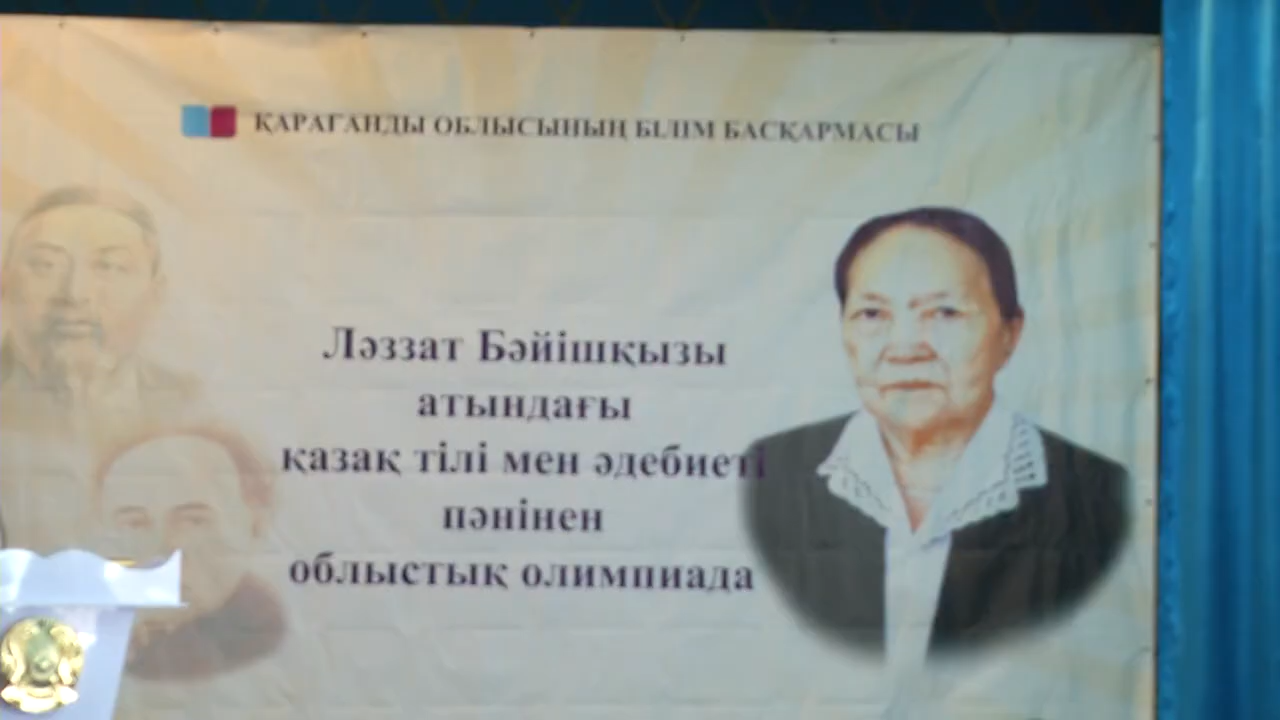 ҚАРАҒАНДЫ ОБЛЫСЫНЫҢ БІЛІМ БАСҚАРМАСЫ
Ләззат Бәйішқызы
атындағы
қазақ тілі мен әдебиеті
пәнінен
облыстық олимпиада